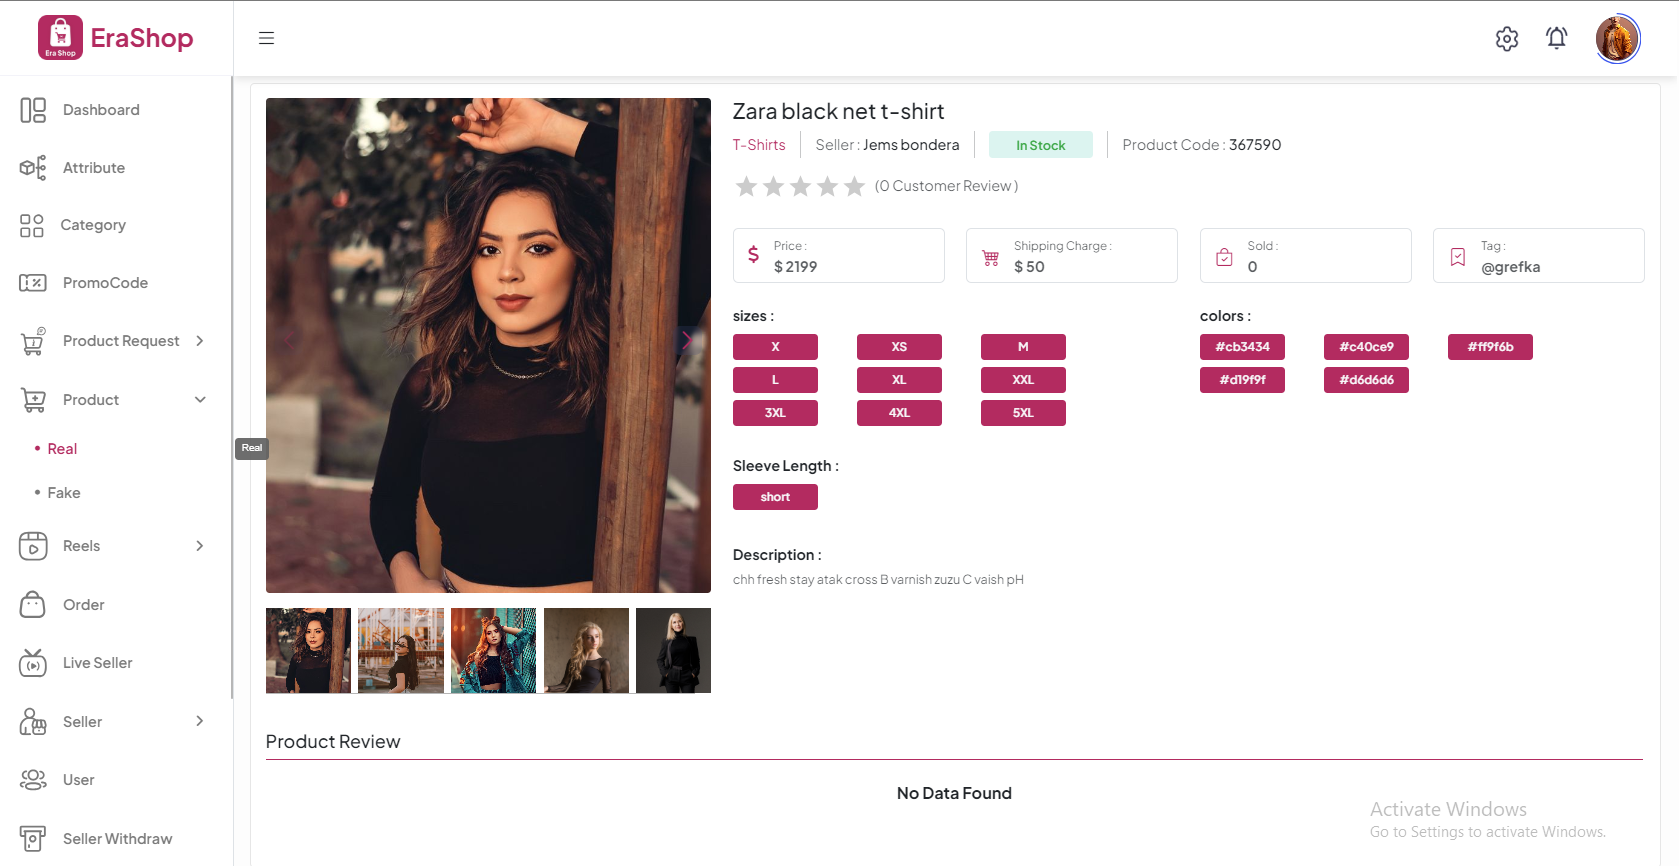 Era Shop
EraShop
Dashboard
Attribute
Category
PromoCode
Product Request
Product
Real
Real
Fake
Reels
Order
Live Seller
Seller
User
Seller Withdraw
Zara black net t-shirt
T-Shirts Seller : Jems bondera In Stock Product Code : 367590
(0 Customer Review )
Price :
$ 2199
Shipping Charge :
$ 50
Sold :
0
Tag :
@grefka
sizes :
X XS M
L XL XXL
3XL 4XL 5XL
colors :
#cb3434 #c40ce9 #ff9f6b
#d19f9f #d6d6d6
Sleeve Length :
short
Description :
chh fresh stay atak cross B varnish zuzu C vaish pH
Product Review
No Data Found
Activate Windows
Go to Settings to activate Windows.